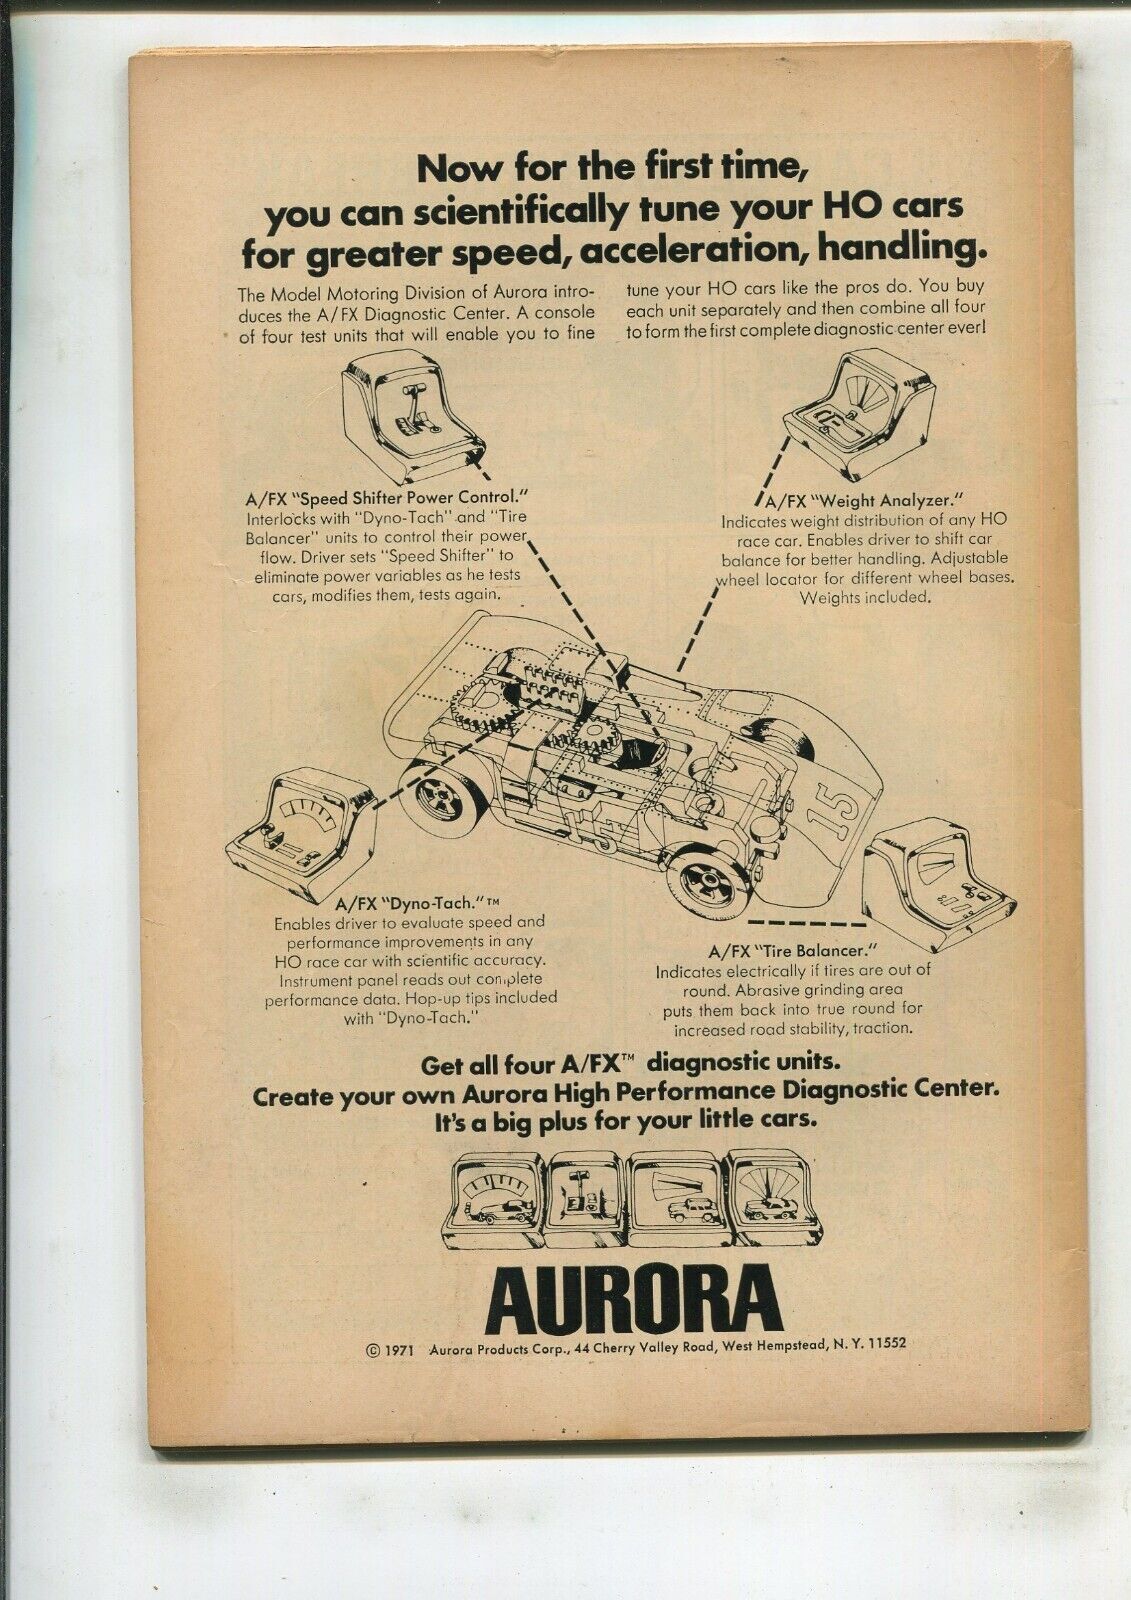 Now for the first time,
you can scientifically tune your HO cars
for greater speed, acceleration, handling.
The Model Motoring Division of Aurora intro-
duces the A/FX Diagnostic Center. A console
of four test units that will enable you to fine
tune your HO cars like the pros do. You buy
each unit separately and then combine all four
to form the first complete diagnostic center ever!
A/FX "Speed Shifter Power Control."
Interlocks with "Dyno-Tach" and "Tire
Balancer" units to control their power
flow. Driver sets "Speed Shifter" to
eliminate power variables as he tests
cars, modifies them, tests again.
A/FX "Weight Analyzer."
Indicates weight distribution of any HO
race car. Enables driver to shift car
balance for better handling. Adjustable
wheel locator for different wheel bases.
Weights included.
15
A/FX "Dyno-Tach."™
Enables driver to evaluate speed and
performance improvements in any
HO race car with scientific accuracy.
Instrument panel reads out complete
performance data. Hop-up tips included
with "Dyno-Tach."
A/FX "Tire Balancer."
Indicates electrically if tires are out of
round. Abrasive grinding area
puts them back into true round for
increased road stability, traction.
Get all four A/FX™ diagnostic units.
Create your own Aurora High Performance Diagnostic Center.
It's a big plus for your little cars.
AURORA
© 1971 Aurora Products Corp., 44 Cherry Valley Road, West Hempstead, N. Y. 11552